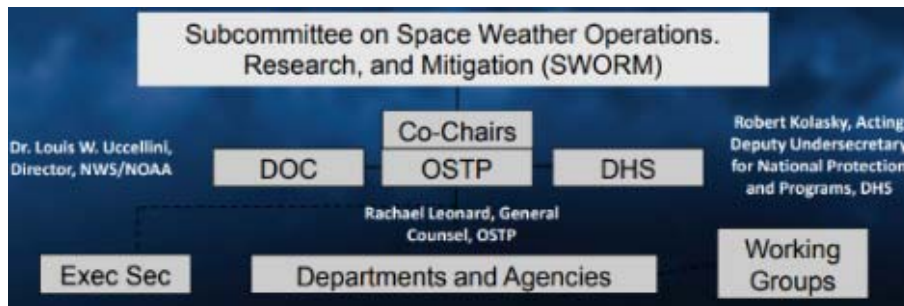 Subcommittee on Space Weather Operations.
Research, and Mitigation (SWORM)
Co-Chairs
Dr. Louis W. Uccellini,
Director, NWS/NOAA
DOC
OSTP
DHS
Robert Kolasky, Acting
Deputy Undersecretary
for National Protection
and Programs, DHS
Rachael Leonard, General
Counsel, OSTP
Exec Sec
Departments and Agencies
Working
Groups